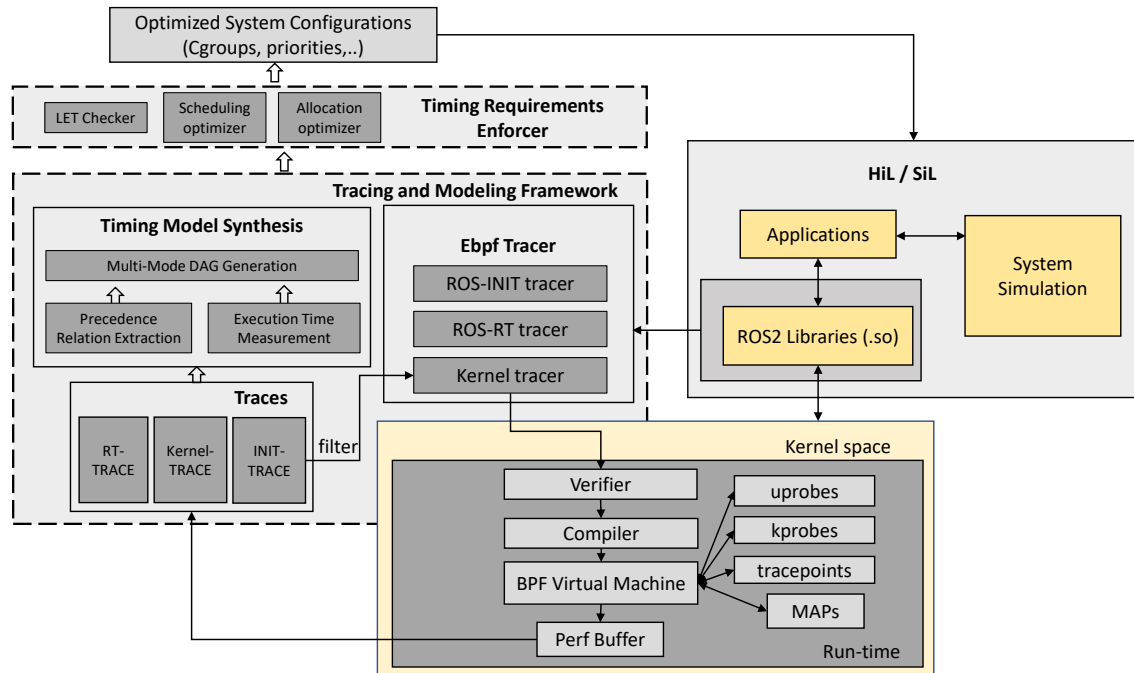 Optimized System Configurations
(Cgroups, priorities,..)
LET Checker
Scheduling
optimizer
Allocation
optimizer
Timing Requirements
Enforcer
Tracing and Modeling Framework
Timing Model Synthesis
Multi-Mode DAG Generation
Precedence
Relation Extraction
Execution Time
Measurement
Ebpf Tracer
ROS-INIT tracer
ROS-RT tracer
Kernel tracer
Traces
RT-
TRACE
Kernel-
TRACE
INIT-
TRACE
filter
HiL / SiL
Applications
System
Simulation
ROS2 Libraries (.so)
Kernel space
Verifier
Compiler
BPF Virtual Machine
Perf Buffer
uprobes
kprobes
tracepoints
MAPs
Run-time